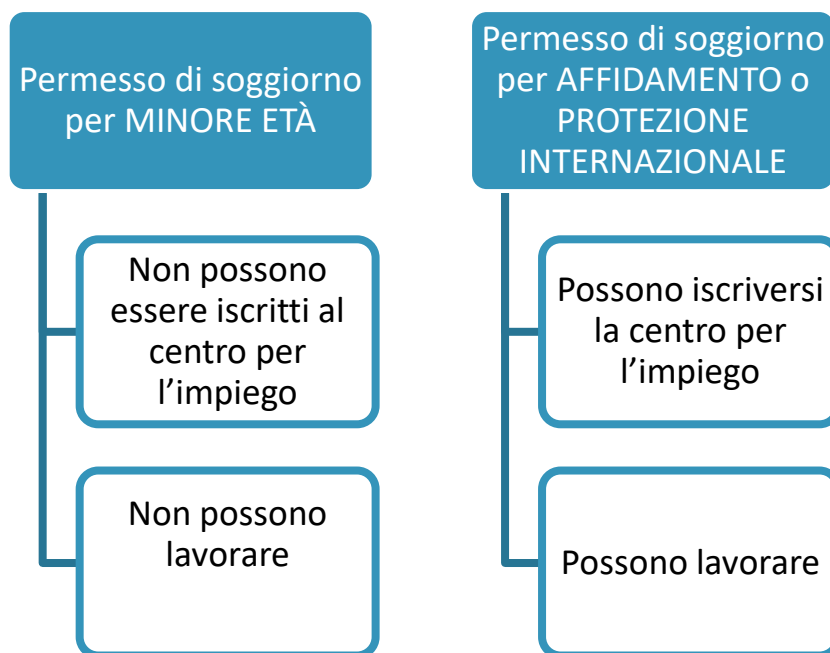 Permesso di soggiorno
per MINORE ETÀ
Non possono
essere iscritti al
centro per
l’impiego
Non possono
lavorare
Permesso di soggiorno
per AFFIDAMENTO o
PROTEZIONE
INTERNAZIONALE
Possono iscriversi
la centro per
l’impiego
Possono lavorare